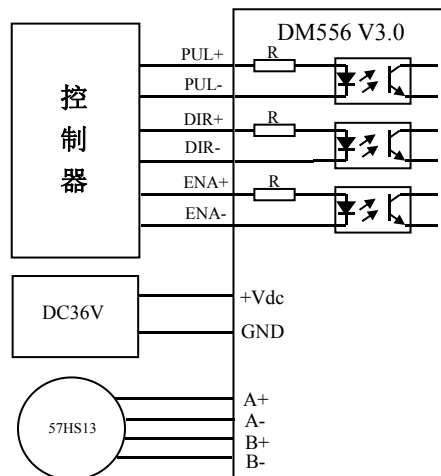 DM556 V3.0
控制器
PUL+
R
PUL-
DIR+
R
DIR-
ENA+
R
ENA-
DC36V
+Vdc
GND
57HS13
A+
A-
B+
B-